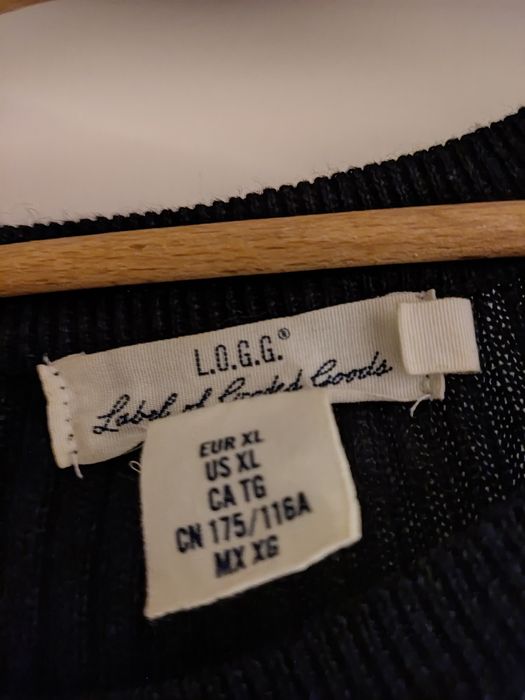 L.O.G.G.®
Label of Graded Goods
EUR XL
US XL
CA TG
CN 175/116A
MX XG